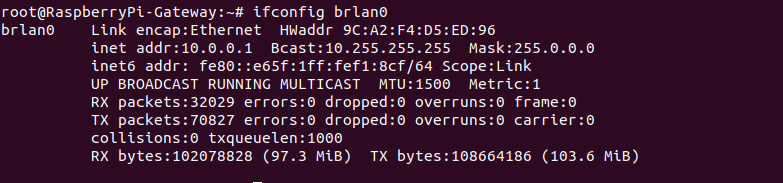 root@RaspberryPi-Gateway:~# ifconfig brlan0
brlan0    Link encap:Ethernet  HWaddr 9C:A2:F4:D5:ED:96
          inet addr:10.0.0.1  Bcast:10.255.255.255  Mask:255.0.0.0
          inet6 addr: fe80::e65f:1ff:fef1:8cf/64 Scope:Link
          UP BROADCAST RUNNING MULTICAST  MTU:1500  Metric:1
          RX packets:32029 errors:0 dropped:0 overruns:0 frame:0
          TX packets:70827 errors:0 dropped:0 overruns:0 carrier:0
          collisions:0 txqueuelen:1000
          RX bytes:102078828 (97.3 MiB)  TX bytes:108664186 (103.6 MiB)